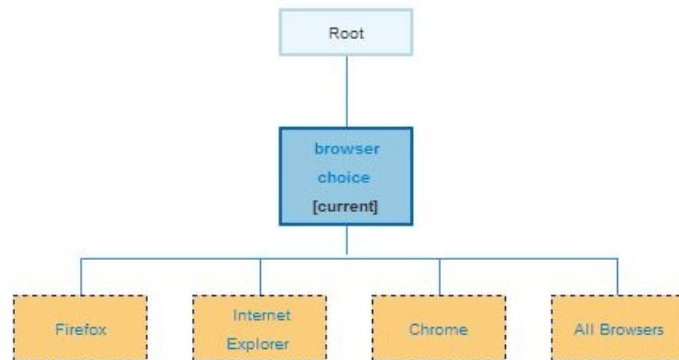 Root
browser
choice
[current]
Firefox
Internet
Explorer
Chrome
All Browsers